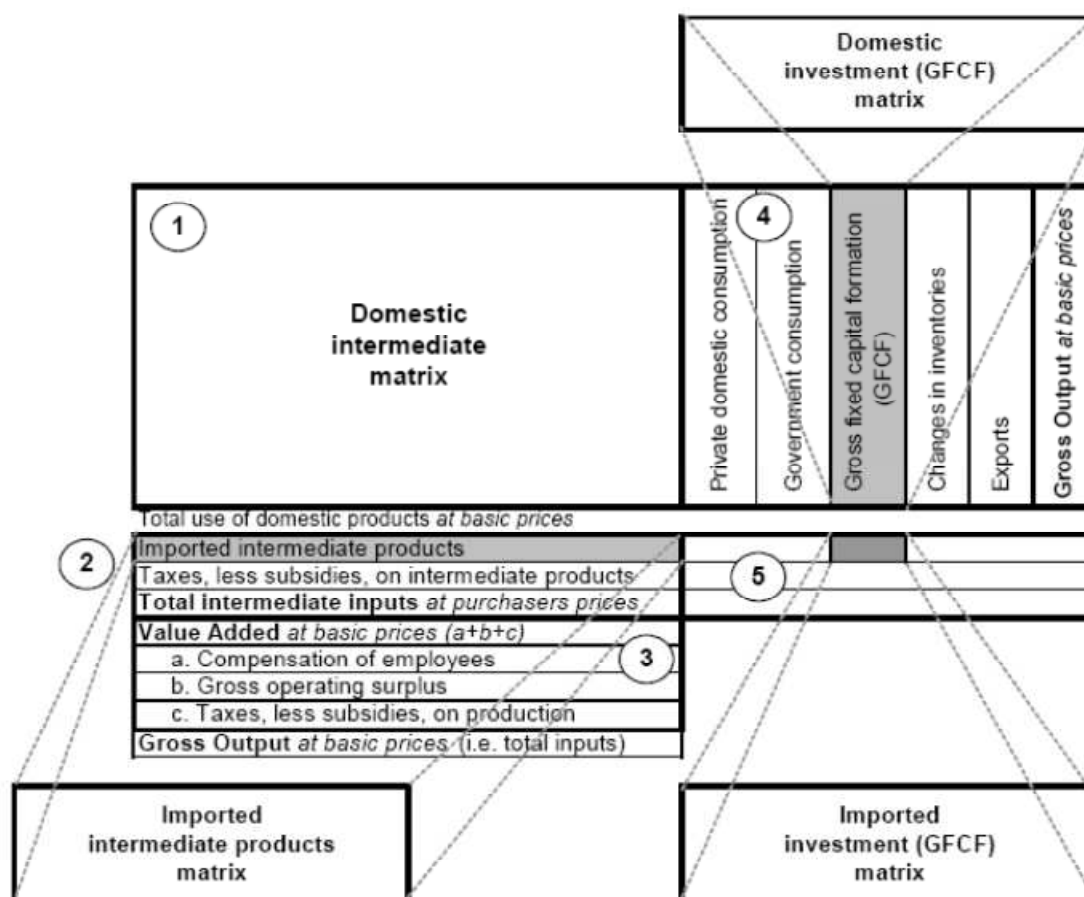 Domestic
investment (GFCF)
matrix
1
Domestic
intermediate
matrix
4
Private domestic consumption
Government consumption
Gross fixed capital formation
(GFCF)
Changes in inventories
Exports
Gross Output at basic prices
Total use of domestic products at basic prices
2
Imported intermediate products
Taxes, less subsidies, on intermediate products
5
Total intermediate inputs at purchasers prices
Value Added at basic prices (a+b+c)
3
a. Compensation of employees
b. Gross operating surplus
c. Taxes, less subsidies, on production
Gross Output at basic prices (i.e. total inputs)
Imported
intermediate products
matrix
Imported
investment (GFCF)
matrix